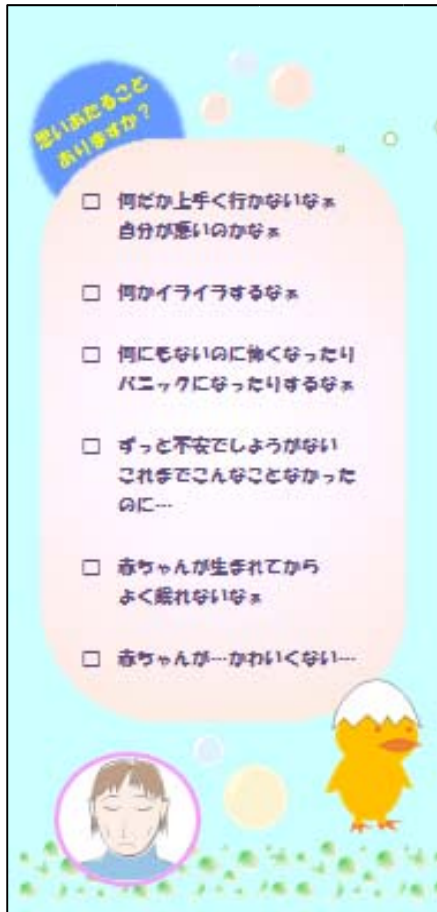 思いあたること
ありますか？
□ 何だか上手く行かないなぁ
自分が悪いのかなぁ
□ 何かイライラするなぁ
□ 何にもないのに怖くなったり
パニックになったりするなぁ
□ ずっと不安でしようがない
これまでこんなことなかった
のに…
□ 赤ちゃんが生まれてから
よく眠れないなぁ
□ 赤ちゃんが…かわいくない…